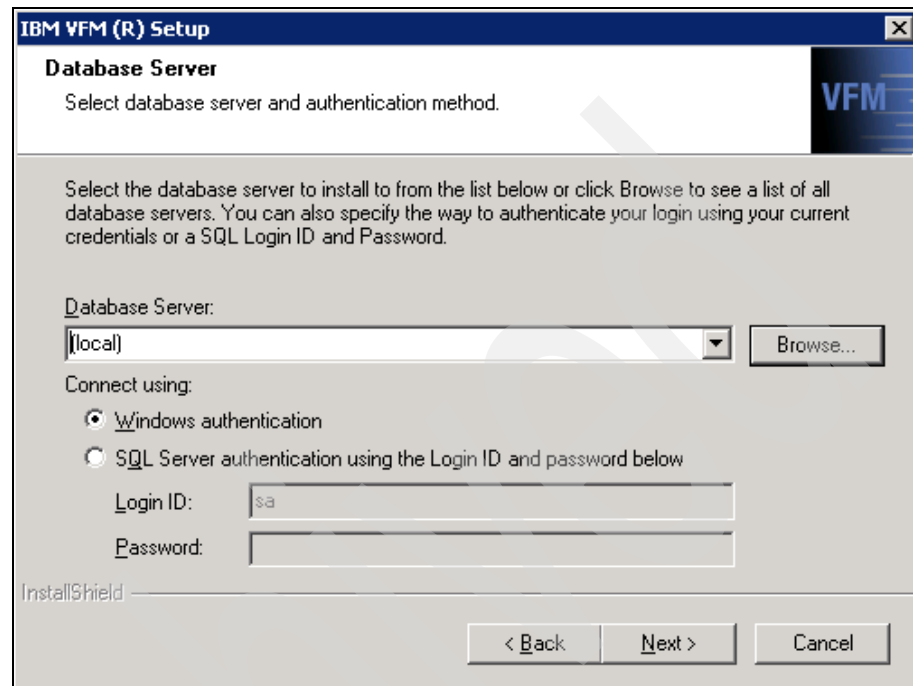 IBM VFM (R) Setup
Database Server
Select database server and authentication method.
VFM
Select the database server to install to from the list below or click Browse to see a list of all
database servers. You can also specify the way to authenticate your login using your current
credentials or a SQL Login ID and Password.
Database Server:
(local)
Browse...
Connect using:
Windows authentication
SQL Server authentication using the Login ID and password below
Login ID:
sa
Password:
InstallShield
< Back
Next >
Cancel